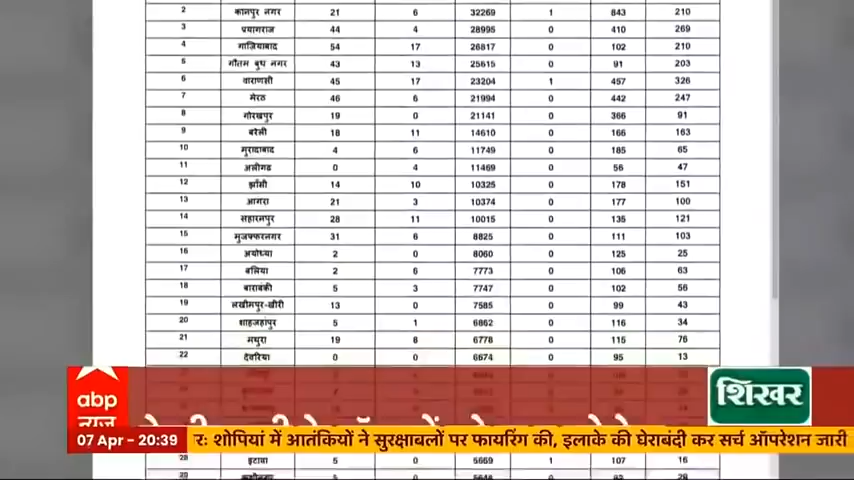 2 कानपुर नगर 21 6 32269 1 843 210
3 प्रयागराज 44 4 28995 0 410 269
4 गाज़ियाबाद 54 17 26817 0 102 210
5 गौतम बुध नगर 43 13 25615 0 91 203
6 वाराणसी 45 17 23204 1 457 326
7 मेरठ 46 6 21994 0 442 247
8 गोरखपुर 19 0 21141 0 366 91
9 बरेली 18 11 14610 0 166 163
10 मुरादाबाद 4 6 11749 0 185 65
11 अलीगढ 0 4 11469 0 56 47
12 झाँसी 14 10 10325 0 178 151
13 आगरा 21 3 10374 0 177 100
14 सहारनपुर 28 11 10015 0 135 121
15 मुजफ्फरनगर 31 6 8825 0 111 103
16 अयोध्या 2 0 8060 0 125 25
17 बलिया 2 6 7773 0 106 63
18 बाराबंकी 5 3 7747 0 102 56
19 लखीमपुर-खीरी 13 0 7585 0 99 43
20 शाहजहांपुर 5 1 6862 0 116 34
21 मथुरा 19 8 6778 0 115 76
22 देवरिया 0 0 6674 0 95 13
शिखर
abp
न्यूज़
07 Apr - 20:39 र: शोपियां में आतंकियों ने सुरक्षाबलों पर फायरिंग की, इलाके की घेराबंदी कर सर्च ऑपरेशन जारी
28 इटावा 5 0 5669 1 107 16